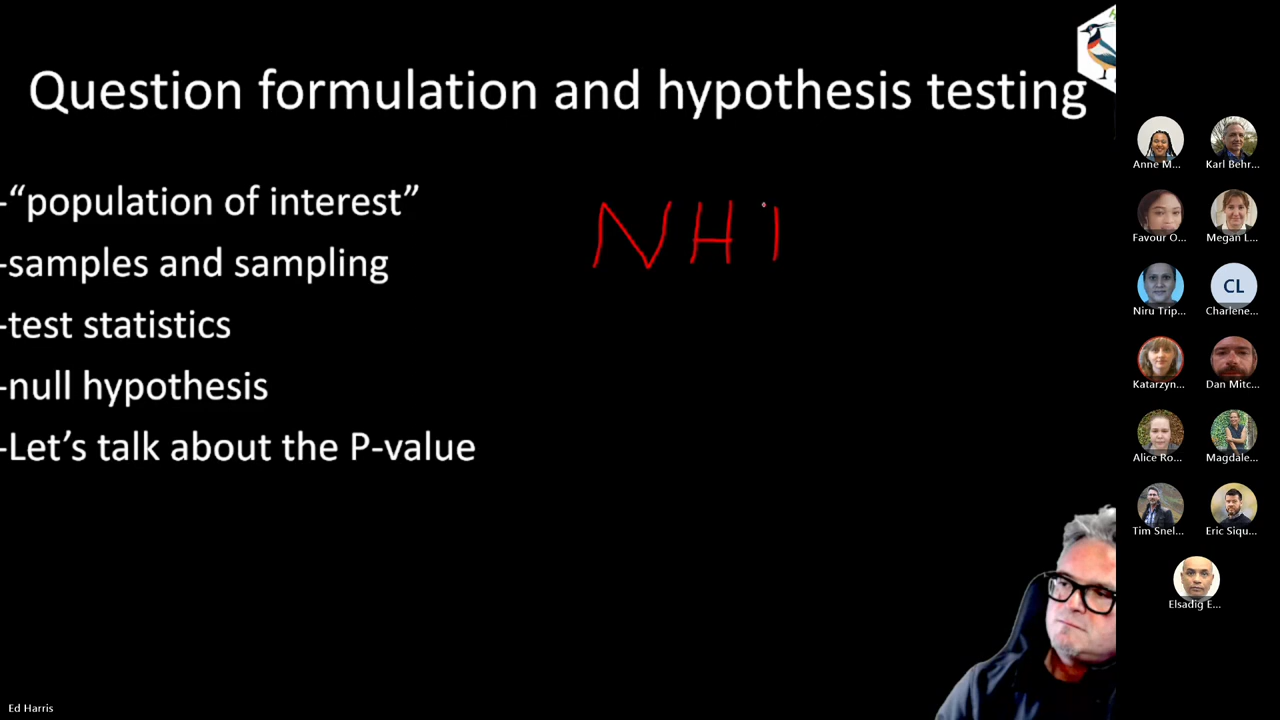 Question formulation and hypothesis testing
-“population of interest”
-samples and sampling
-test statistics
-null hypothesis
-Let’s talk about the P-value
NHI
Anne M...
Karl Behr...
Favour O...
Megan L...
Niru Trip...
CL
Charlene...
Katarzyn...
Dan Mitc...
Alice Ro...
Magdale...
Tim Snel...
Eric Siqu...
Elsadig E...
Ed Harris